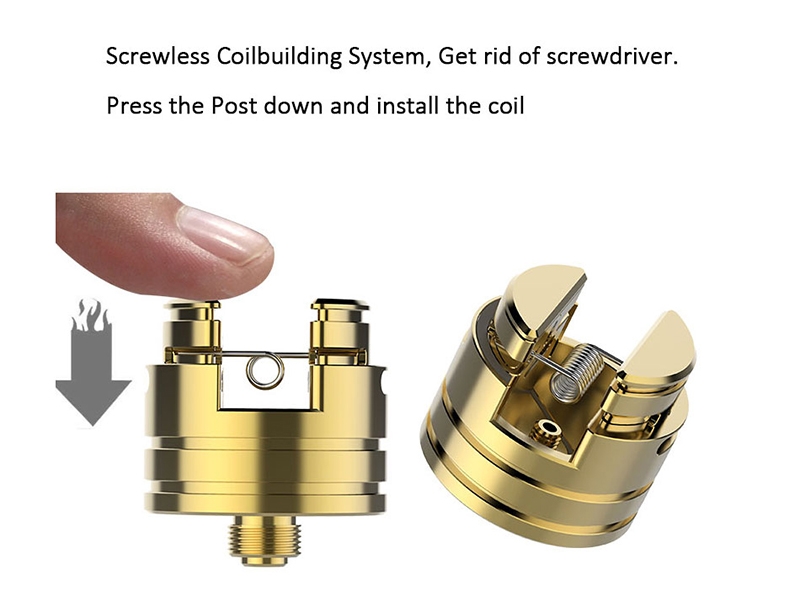 Screwless Coilbuilding System, Get rid of screwdriver.
Press the Post down and install the coil